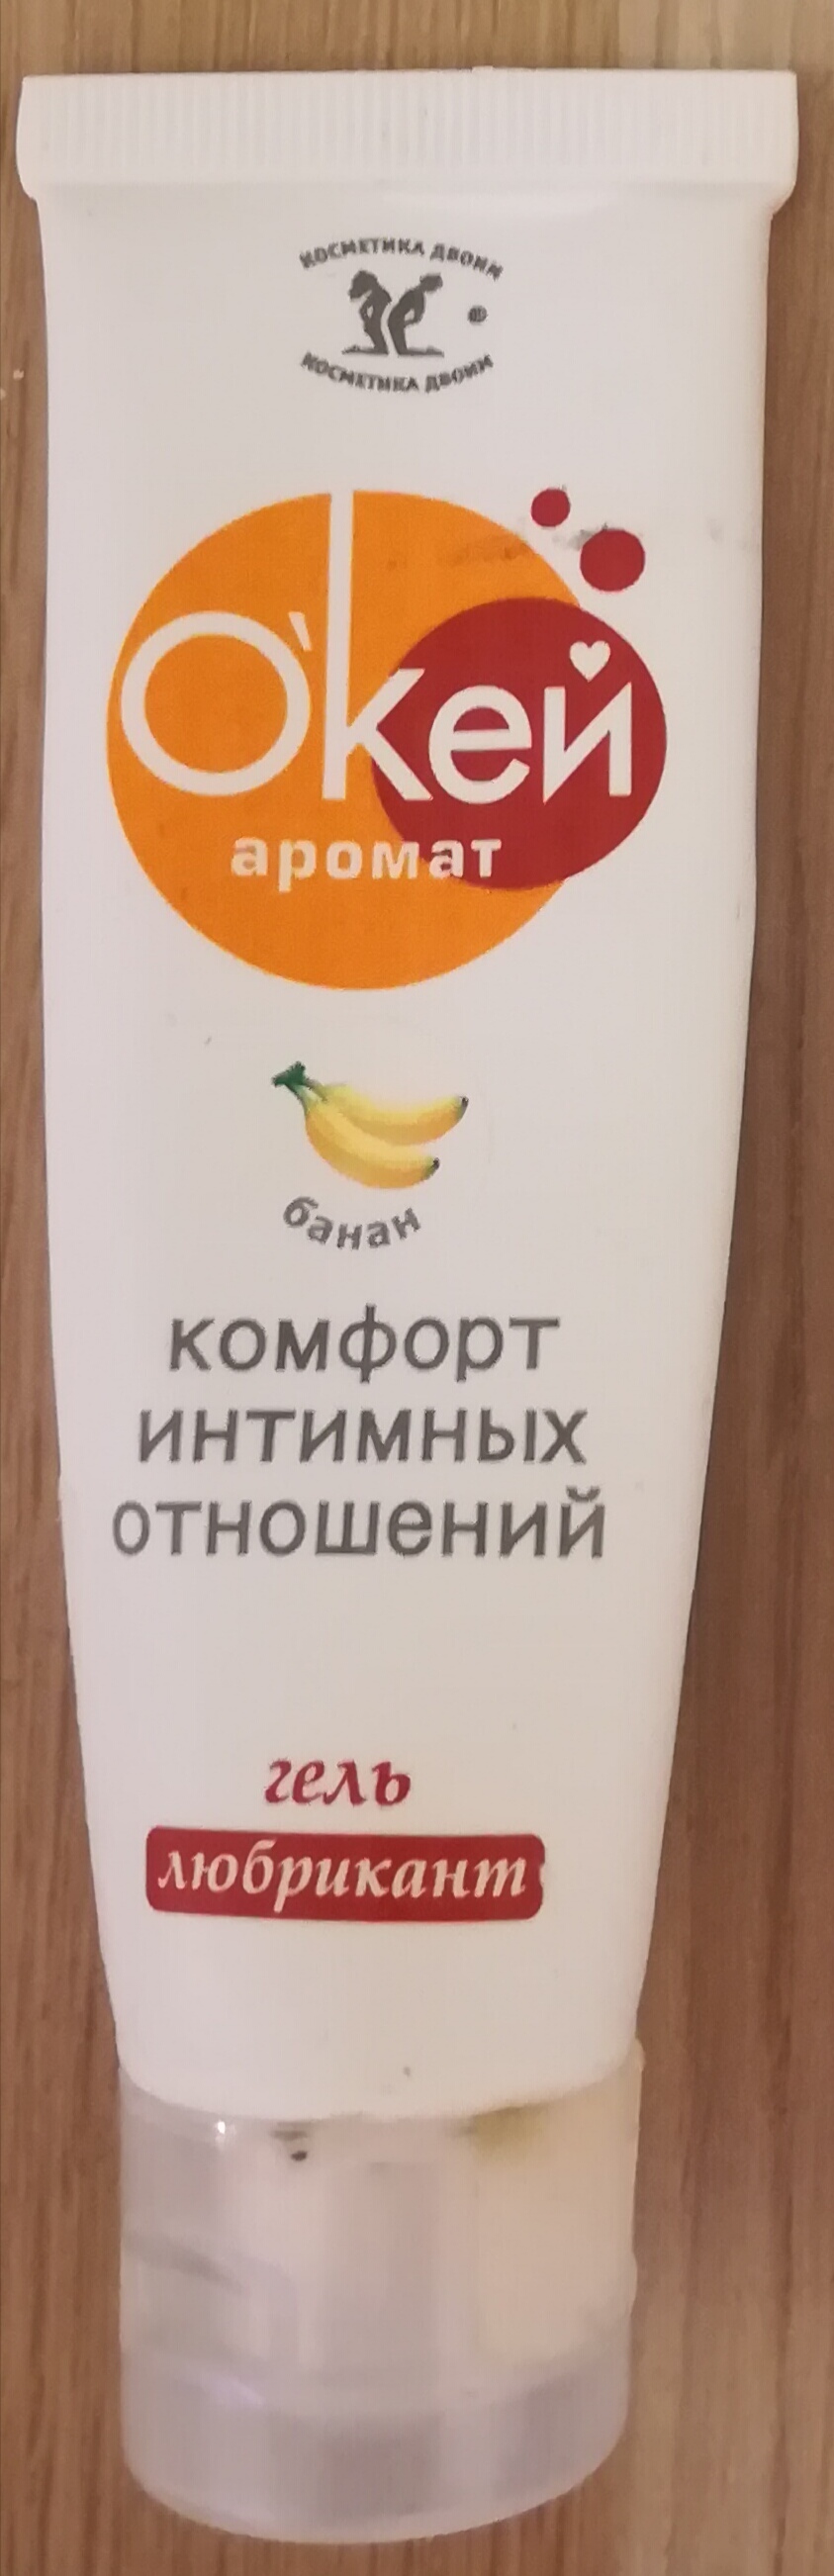 КОСМЕТИКА ДВОИМ
КОСМЕТИКА ДВОИМ
О'кей
аромат
банан
комфорт
интимных
отношений
гель
любрикант